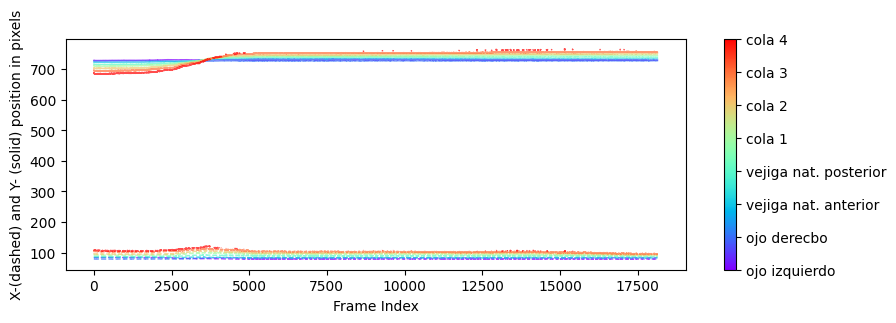 X-(dashed) and Y- (solid) position in pixels
700
600
500
400
300
200
100
0
2500
5000
7500
10000
12500
15000
17500
Frame Index
cola 4
cola 3
cola 2
cola 1
vejiga nat. posterior
vejiga nat. anterior
ojo derecbo
ojo izquierdo